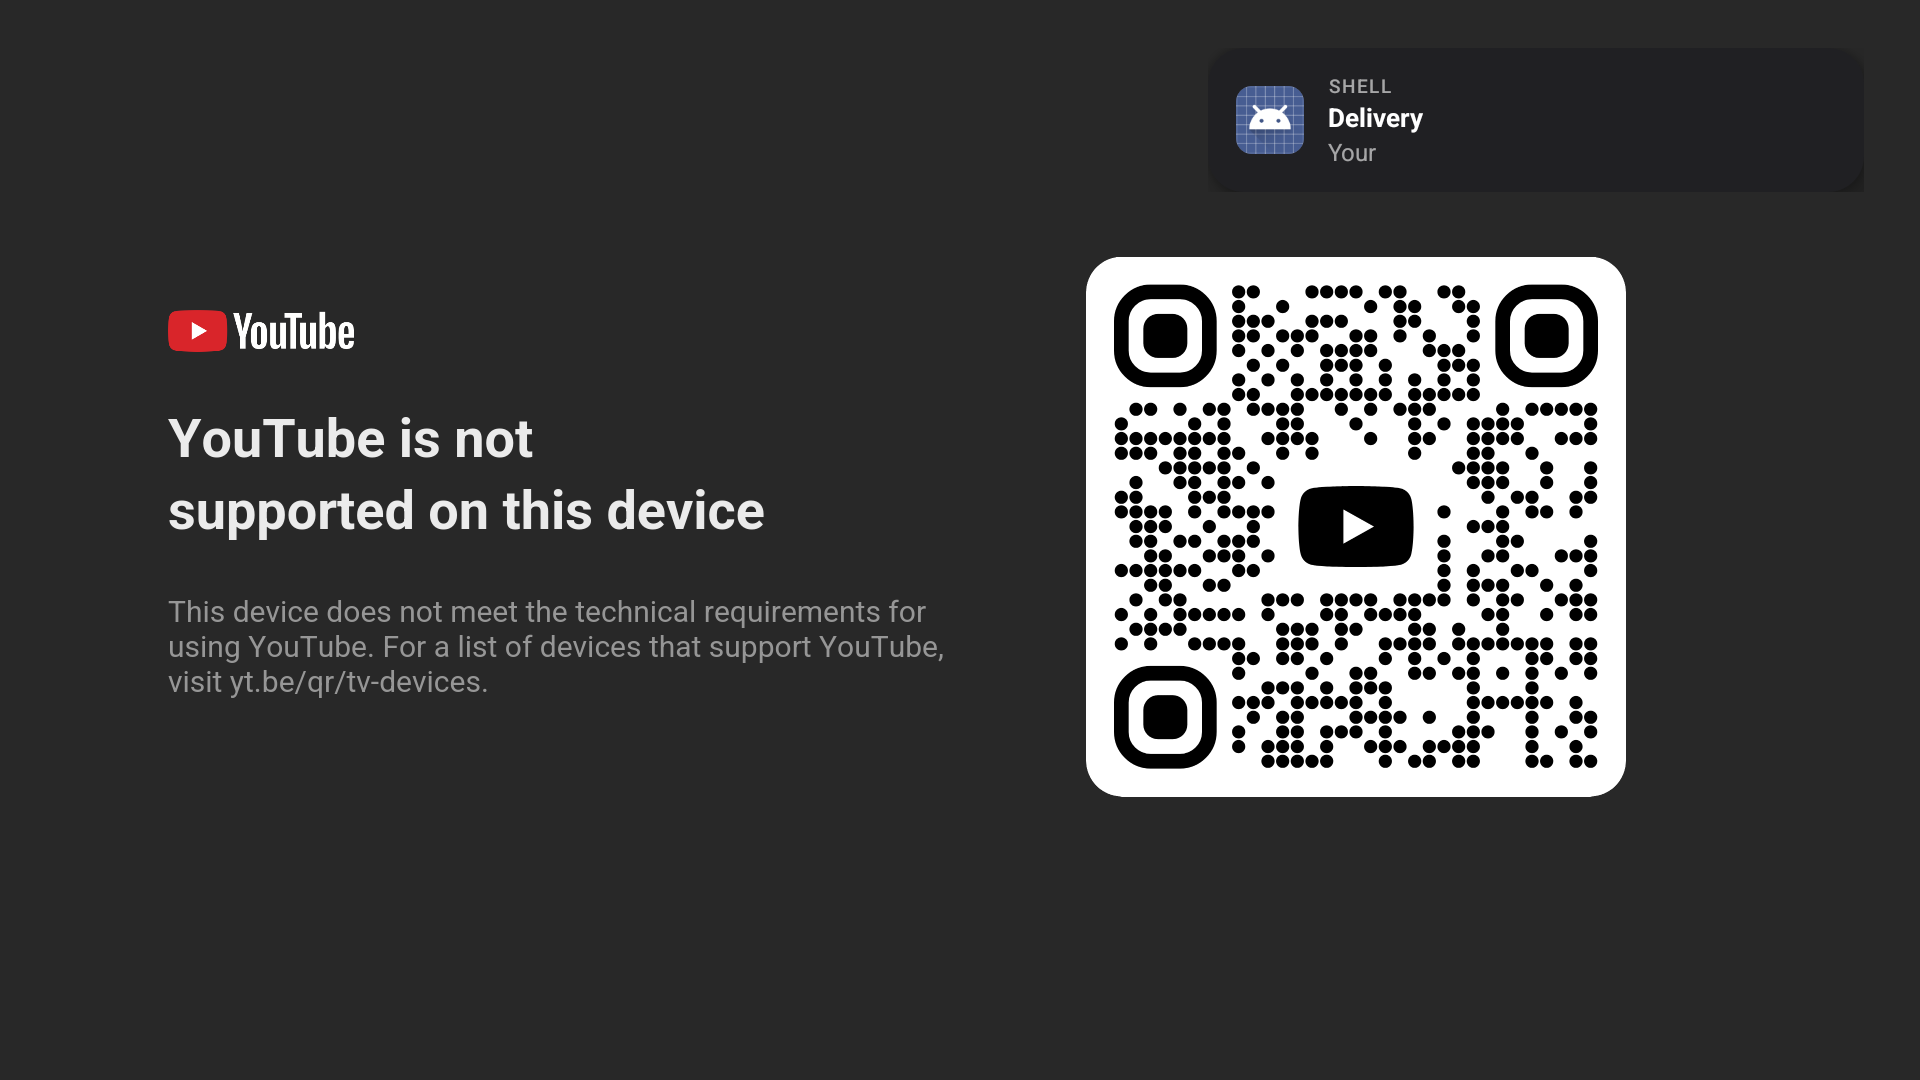 SHELL
Delivery
Your
YouTube
YouTube is not
supported on this device
This device does not meet the technical requirements for
using YouTube. For a list of devices that support YouTube,
visit yt.be/qr/tv-devices.